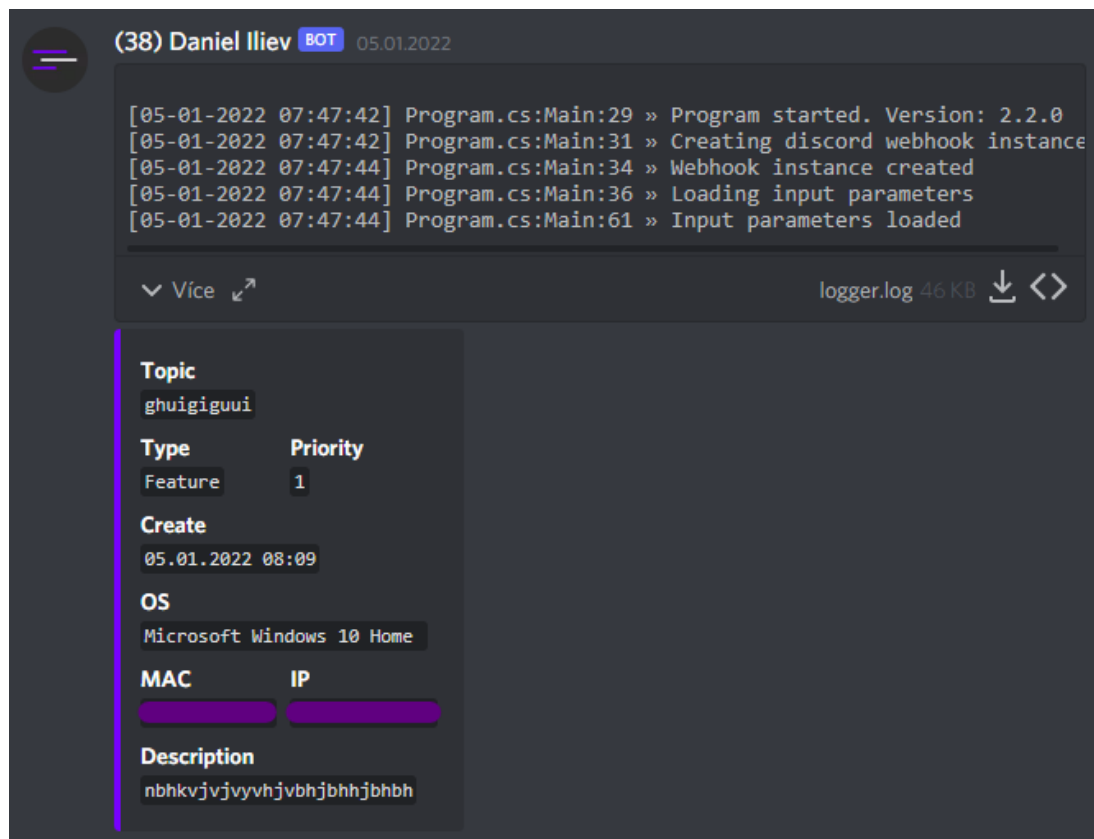 (38) Daniel Iliev BOT 05.01.2022
[05-01-2022 07:47:42] Program.cs:Main:29 » Program started. Version: 2.2.0
[05-01-2022 07:47:42] Program.cs:Main:31 » Creating discord webhook instance
[05-01-2022 07:47:44] Program.cs:Main:34 » Webhook instance created
[05-01-2022 07:47:44] Program.cs:Main:36 » Loading input parameters
[05-01-2022 07:47:44] Program.cs:Main:61 » Input parameters loaded
Více logger.log 46 KB
Topic
ghuigiguui
Type Priority
Feature 1
Create
05.01.2022 08:09
OS
Microsoft Windows 10 Home
MAC IP
Description
nbhkvjvjvyvhjvbhjbhhjbhbh